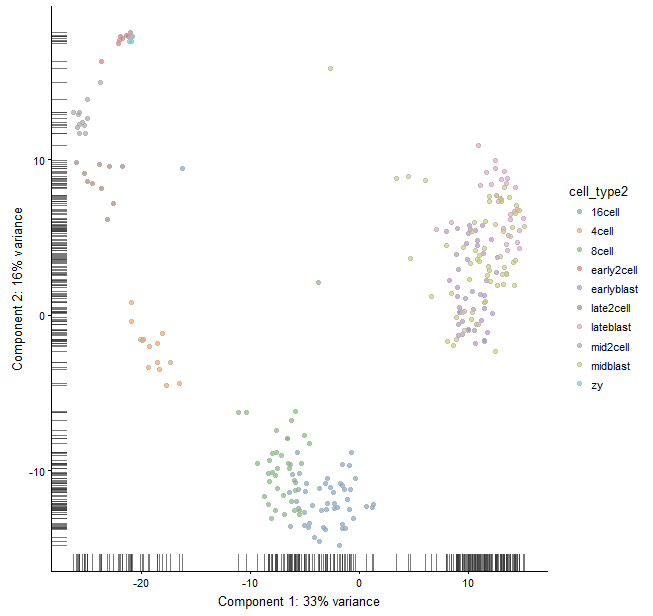 cell_type2
16cell
4cell
8cell
early2cell
earlyblast
late2cell
lateblast
mid2cell
midblast
zy
10
0
-10
Component 2: 16% variance
-20
-10
0
10
Component 1: 33% variance